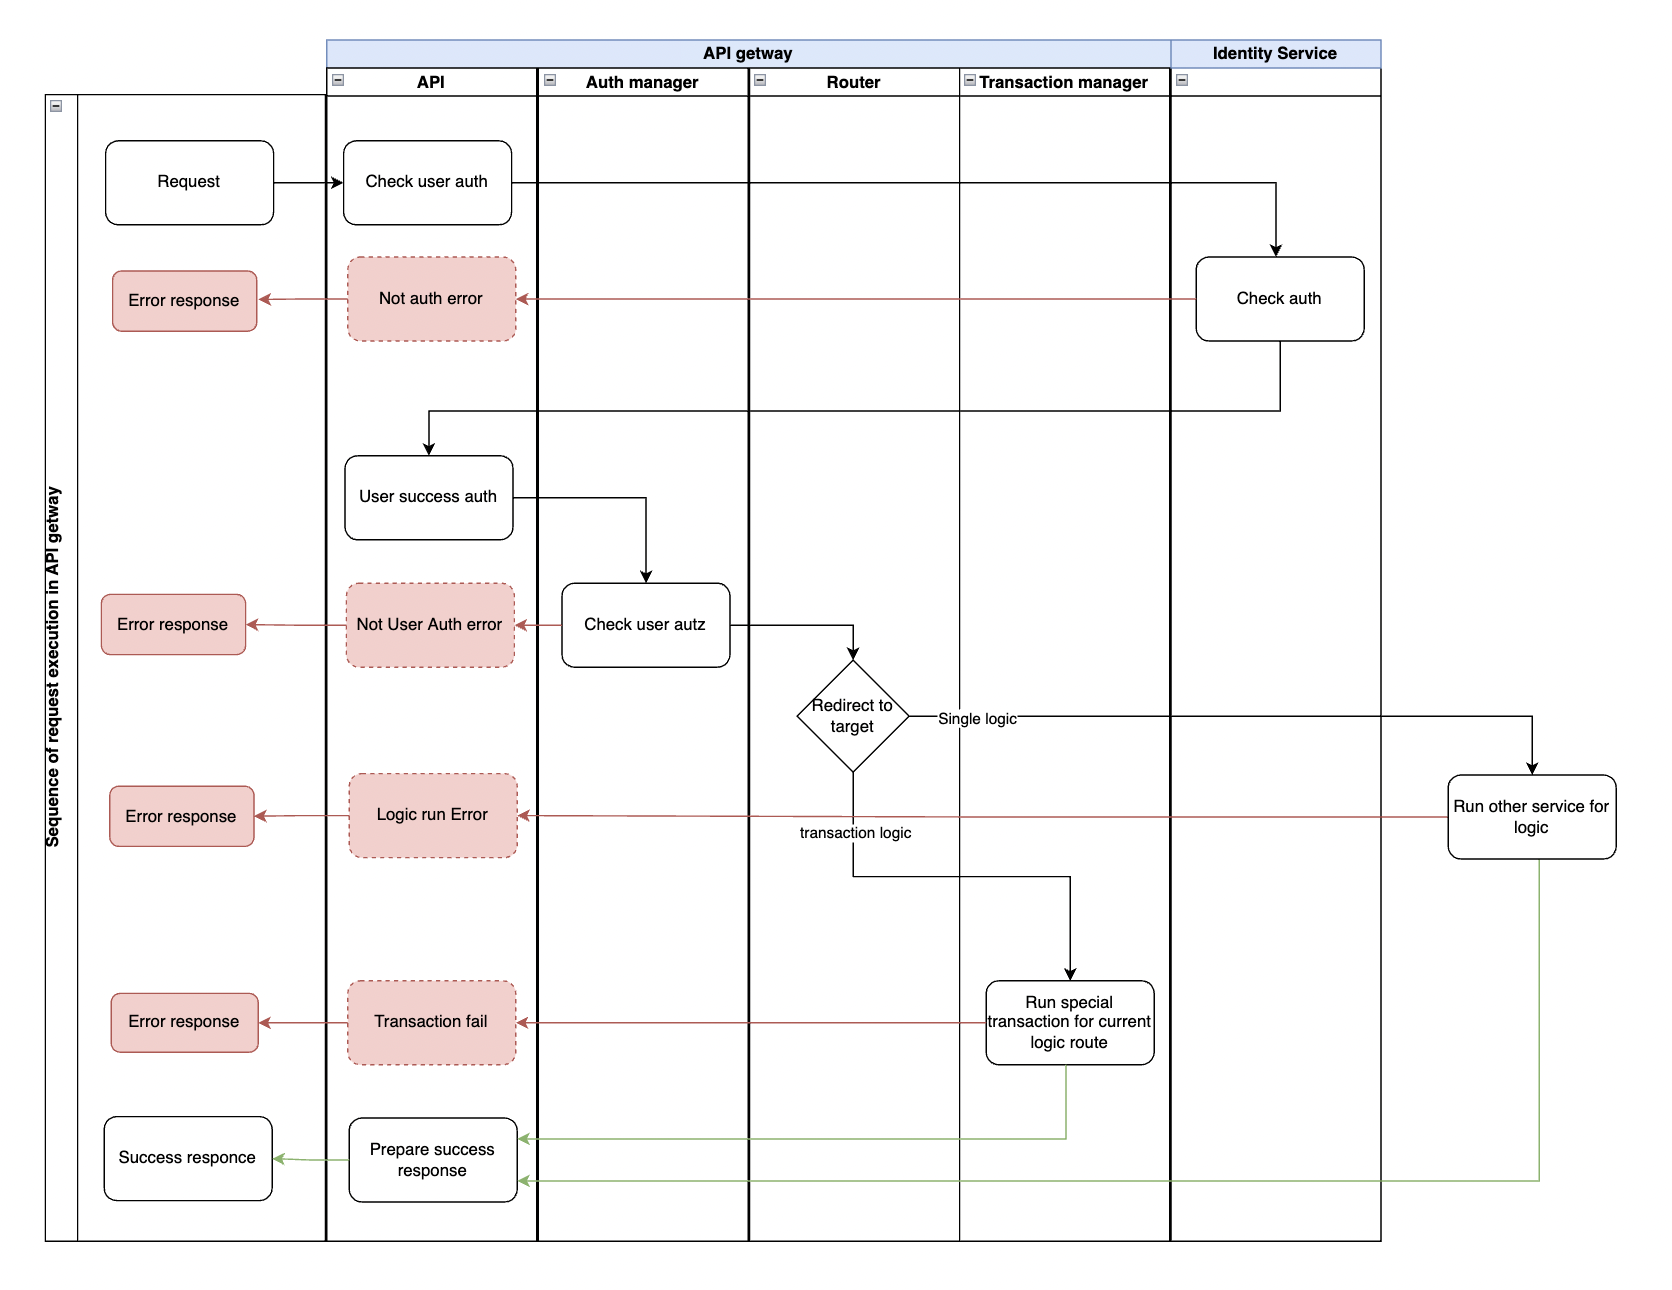 API getway
Identity Service
API
Auth manager
Router
Transaction manager
Sequence of request execution in API getway
Request
Check user auth
Error response
Not auth error
Check auth
User success auth
Error response
Not User Auth error
Check user autz
Redirect to
target
Single logic
Error response
Logic run Error
transaction logic
Run other service for
logic
Error response
Transaction fail
Run special
transaction for current
logic route
Success responce
Prepare success
response